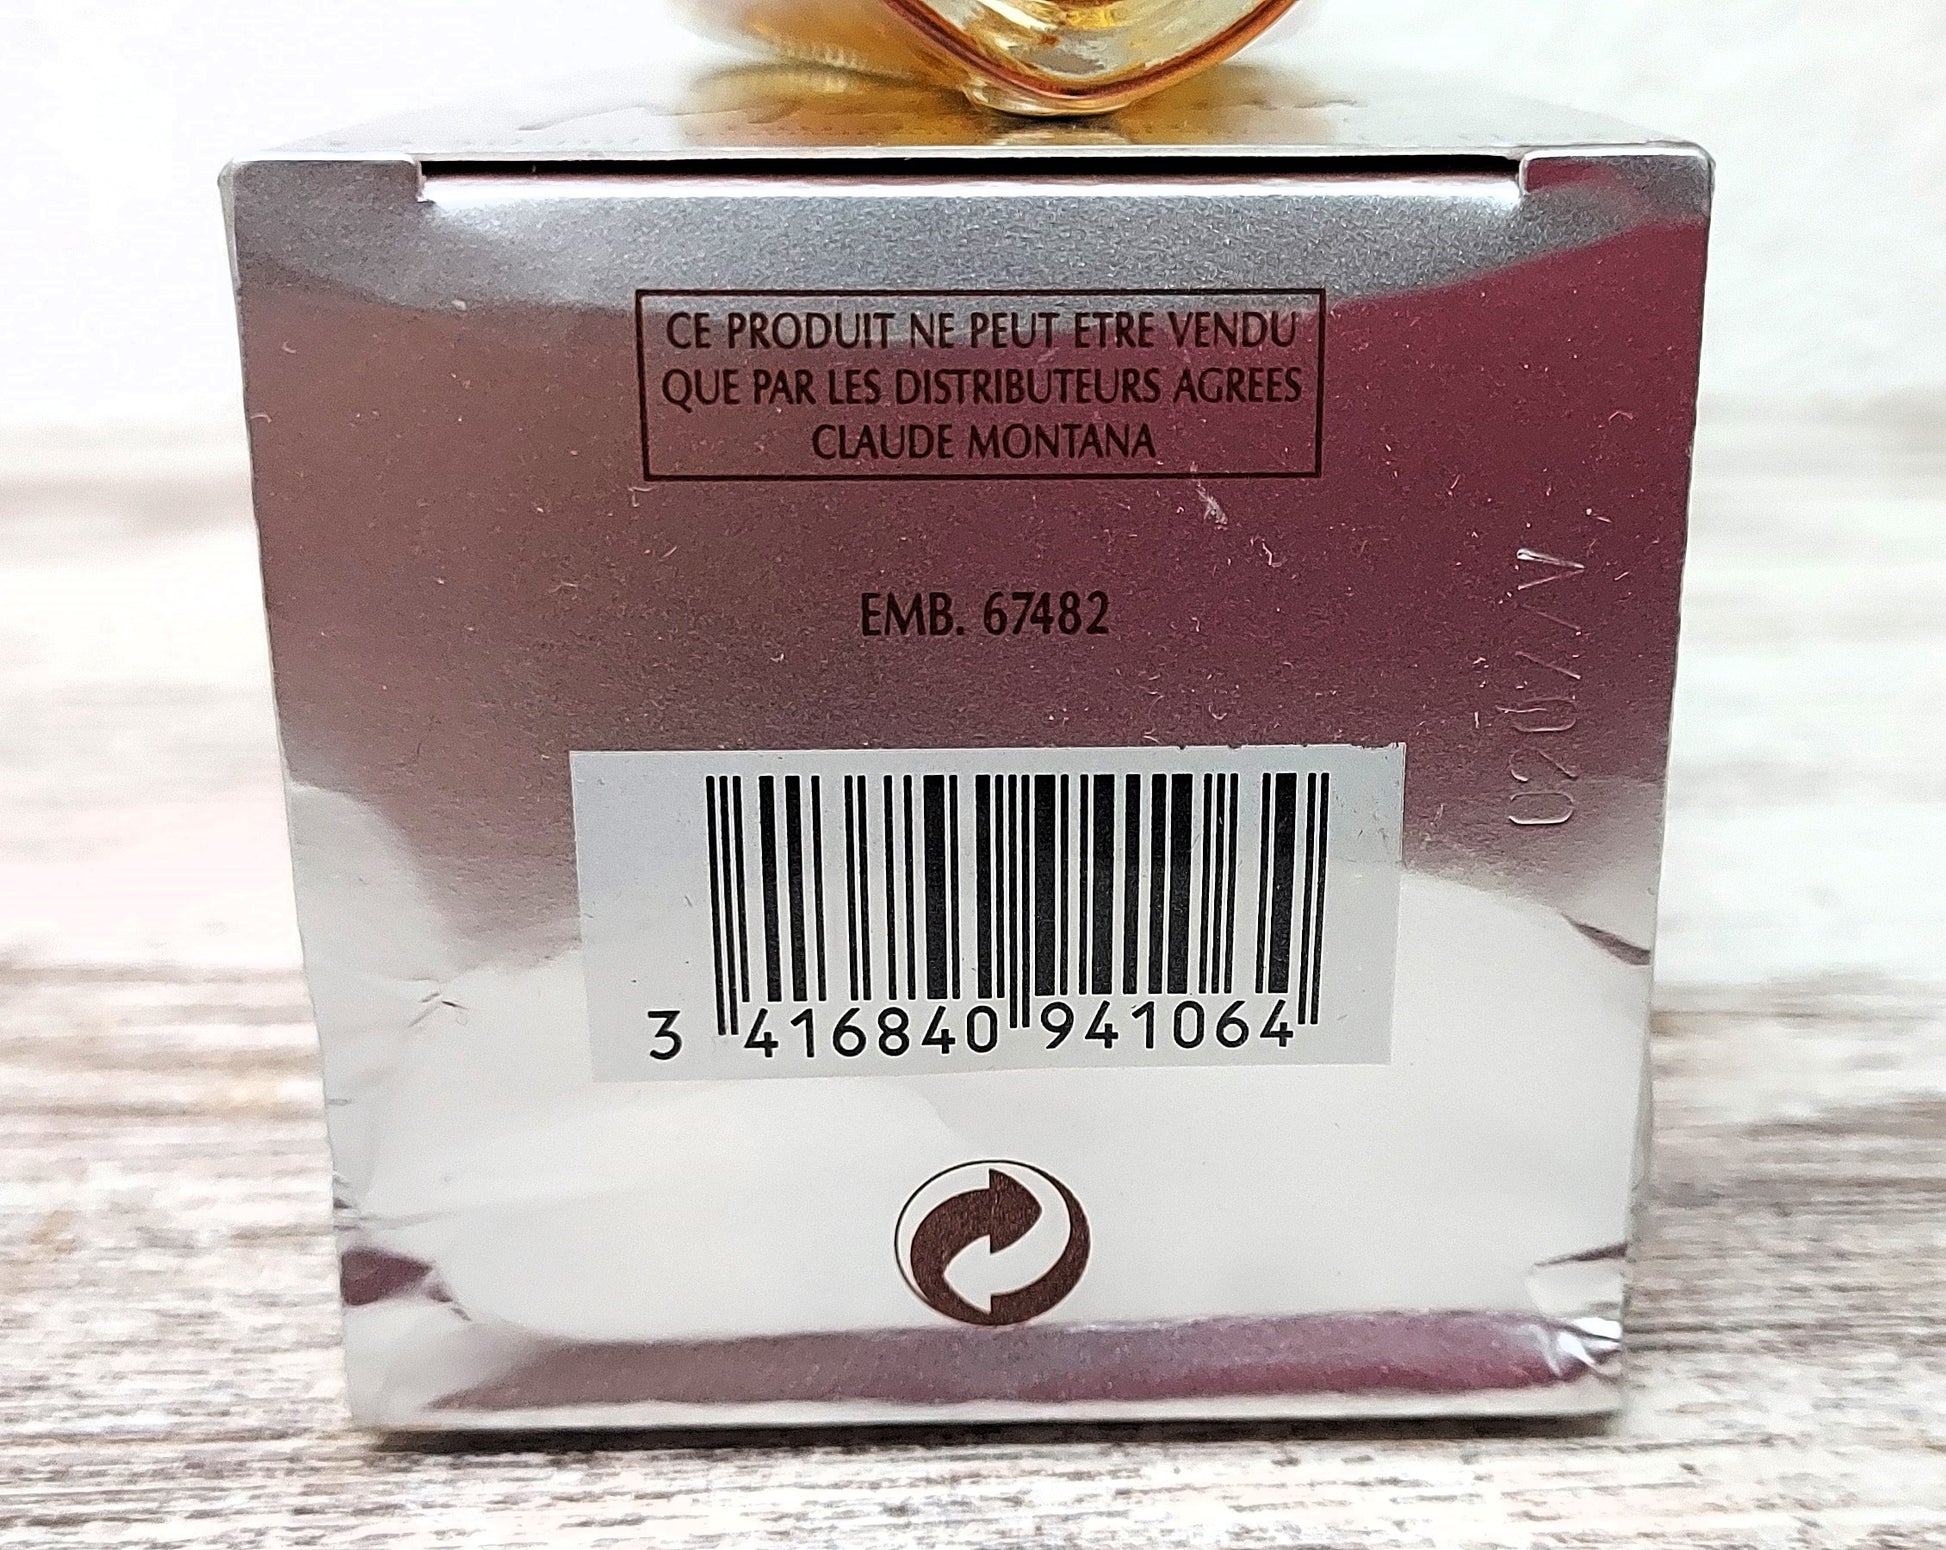 CE PRODUIT NE PEUT ETRE VENDU
QUE PAR LES DISTRIBUTEURS AGREES
CLAUDE MONTANA
EMB. 67482
3 416840 941064